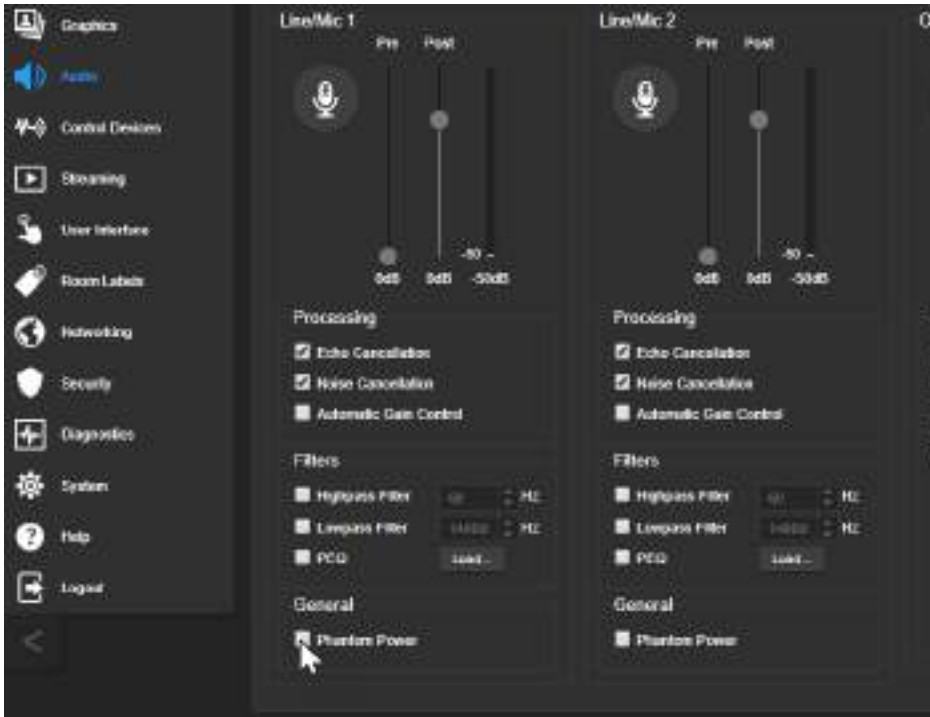 Graphics
Audio
Control Devices
Streaming
User Interface
Room Labels
Networking
Security
Diagnostics
System
Help
Logout
<
Line/Mic 1
Pre Post
-60
0dB 0dB -50dB
Processing
Echo Cancellation
Noise Cancellation
Automatic Gain Control
Filters
Highpass Filter Hz
Lowpass Filter Hz
PEQ Load...
General
Phantom Power
Line/Mic 2
Pre Post
-60
0dB 0dB -50dB
Processing
Echo Cancellation
Noise Cancellation
Automatic Gain Control
Filters
Highpass Filter Hz
Lowpass Filter Hz
PEQ Load...
General
Phantom Power